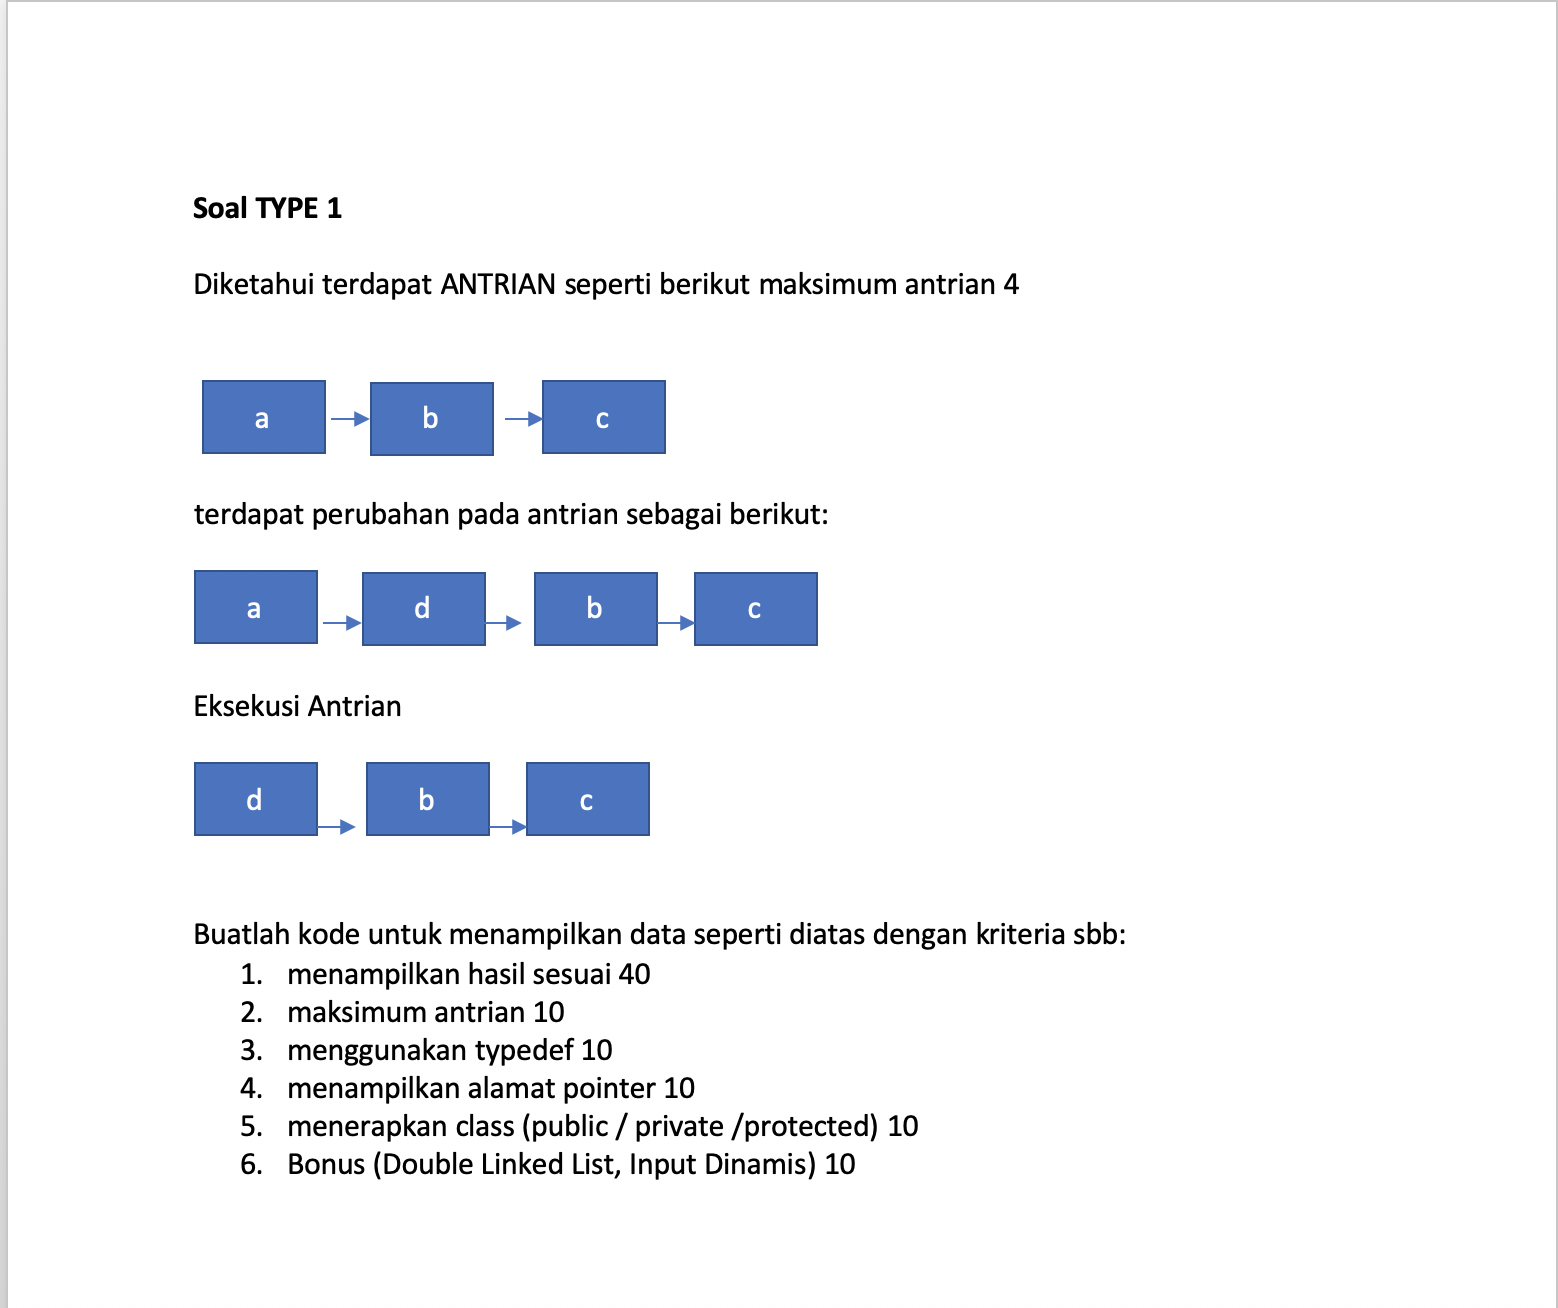 Soal TYPE 1
Diketahui terdapat ANTRIAN seperti berikut maksimum antrian 4
a b c
terdapat perubahan pada antrian sebagai berikut:
a d b c
Eksekusi Antrian
d b c
Buatlah kode untuk menampilkan data seperti diatas dengan kriteria sbb:
1. menampilkan hasil sesuai 40
2. maksimum antrian 10
3. menggunakan typedef 10
4. menampilkan alamat pointer 10
5. menerapkan class (public / private /protected) 10
6. Bonus (Double Linked List, Input Dinamis) 10